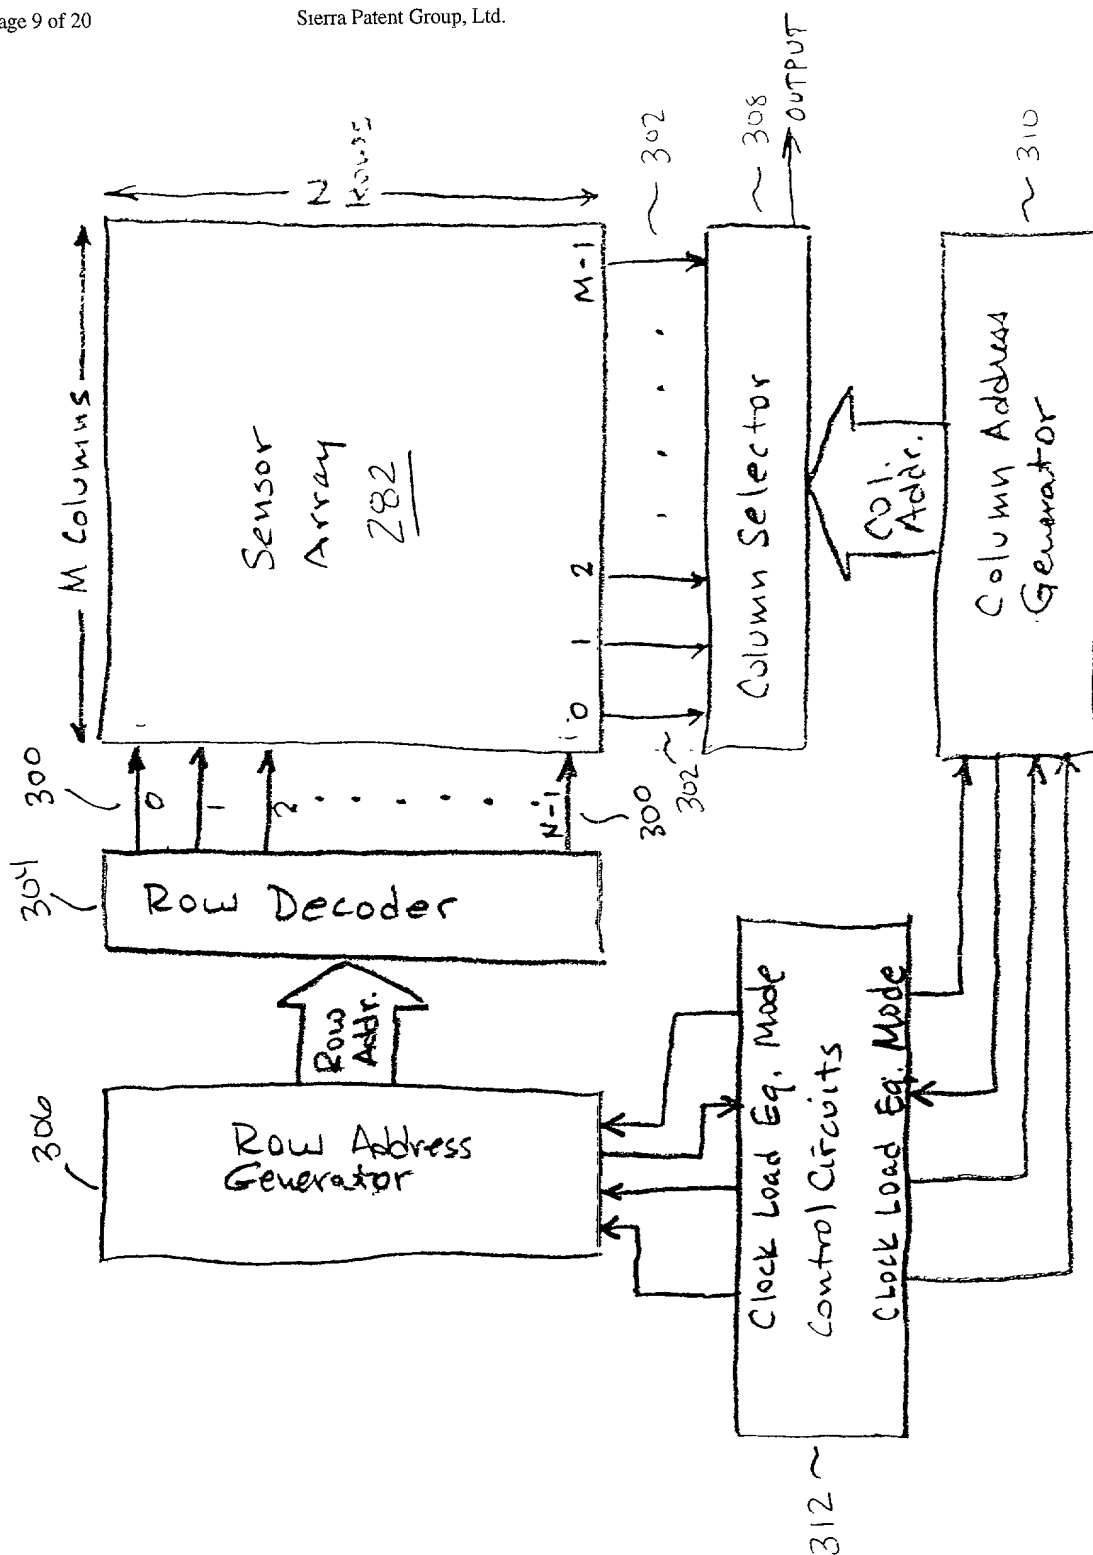 age 9 of 20
Sierra Patent Group, Ltd.
M Columns
N
Rows
Sensor
Array
282
300
304
0
1
2
N-1
300
Row Decoder
Row
Addr.
306
Row Address
Generator
0
1
2
M-1
302
302
Column Selector
308
OUTPUT
Col.
Addr.
Column Address
Generator
310
Clock Load Eq. Mode
Control Circuits
Clock Load Eq. Mode
312